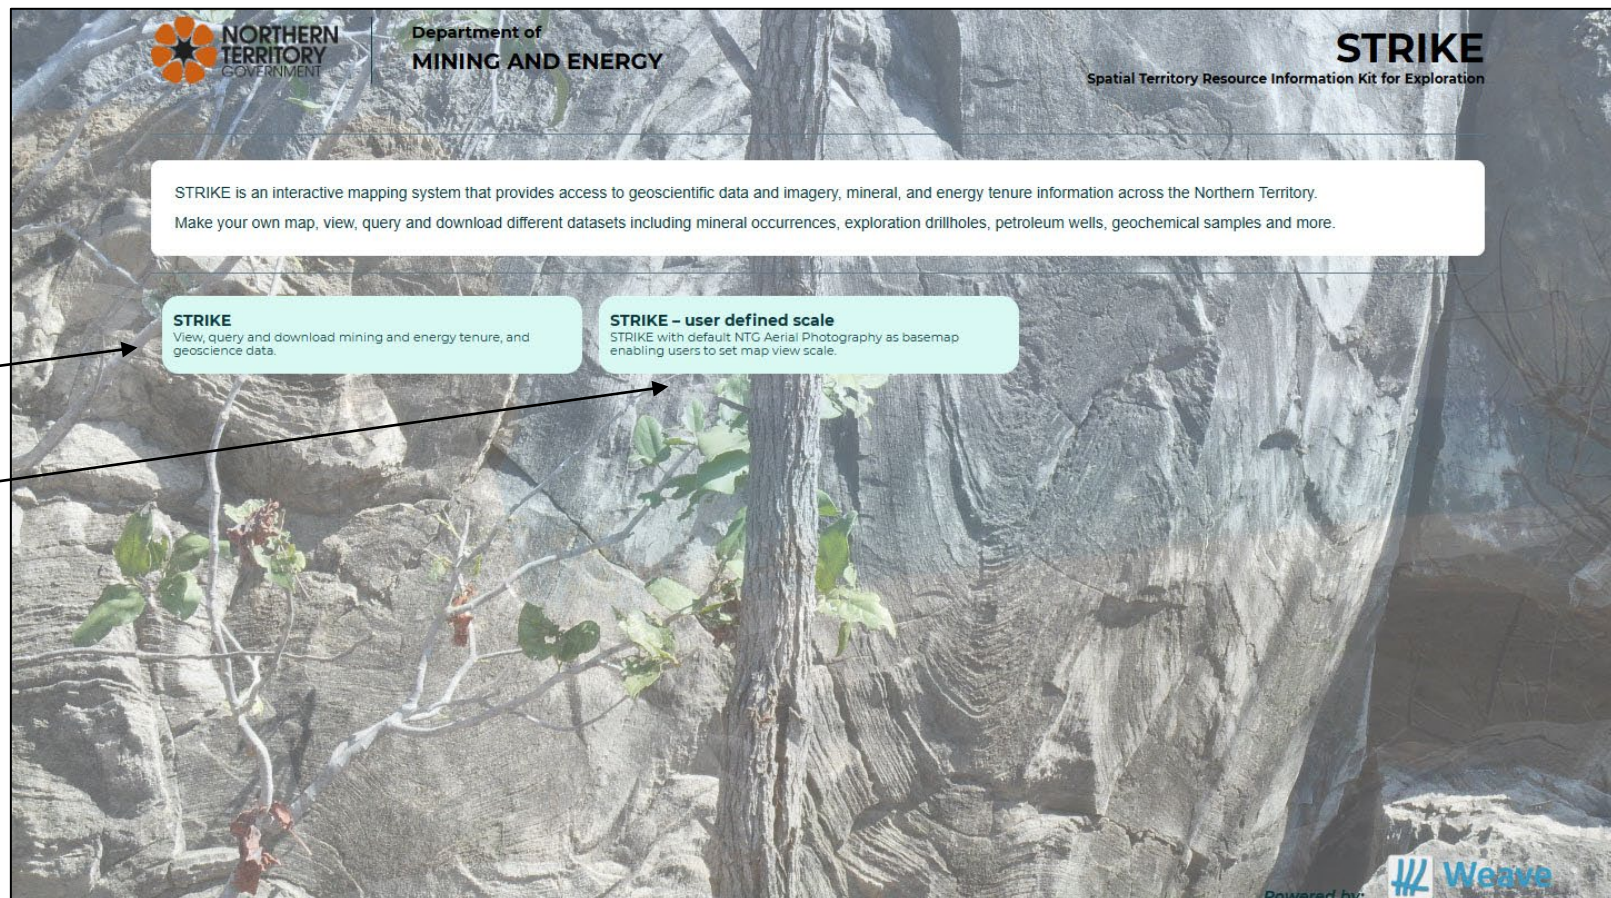 NORTHERN
TERRITORY
GOVERNMENT
Department of
MINING AND ENERGY
STRIKE
Spatial Territory Resource Information Kit for Exploration
STRIKE is an interactive mapping system that provides access to geoscientific data and imagery, mineral, and energy tenure information across the Northern Territory.
Make your own map, view, query and download different datasets including mineral occurrences, exploration drillholes, petroleum wells, geochemical samples and more.
STRIKE
View, query and download mining and energy tenure, and
geoscience data.
STRIKE – user defined scale
STRIKE with default NTG Aerial Photography as basemap
enabling users to set map view scale.
Powered by:
Weave